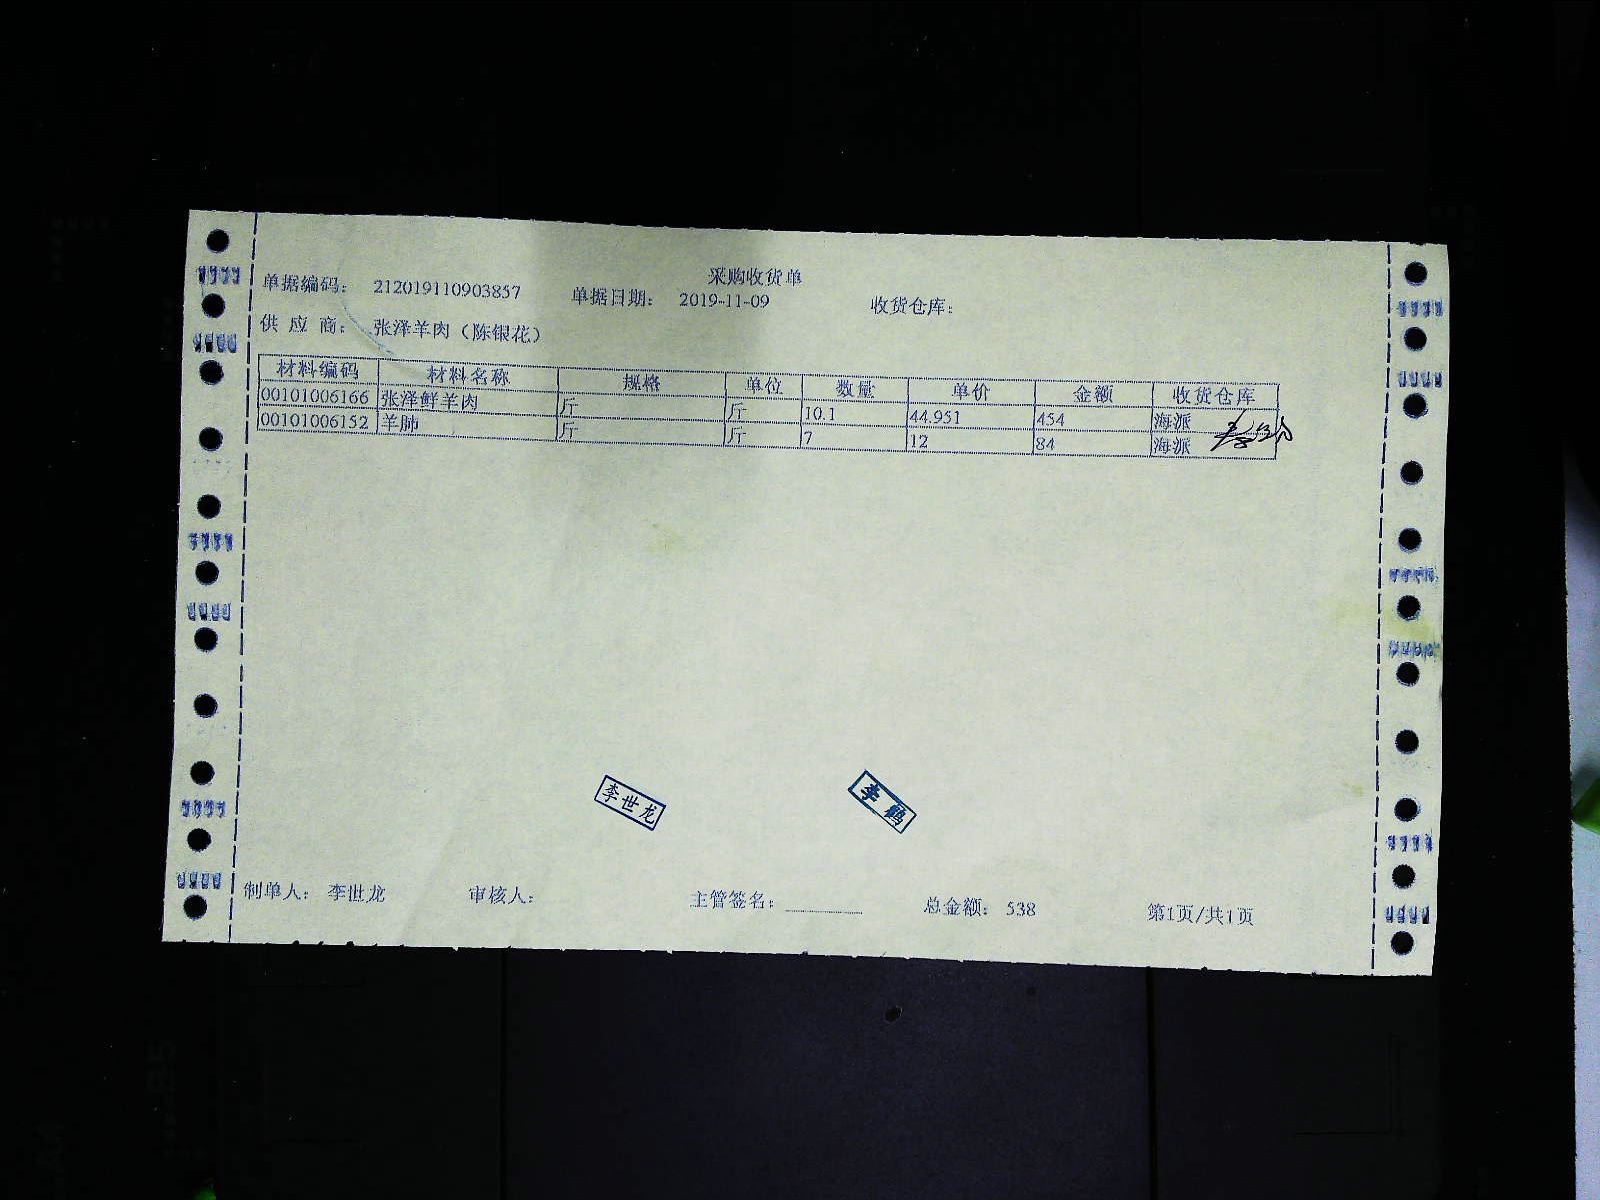 采购收货单
单据编码： 212019110903857 单据日期： 2019-11-09 收货仓库：
供 应 商： 张泽羊肉（陈银花）
材料编码 材料名称 规格 单位 数量 单价 金额 收货仓库
00101006166 张泽鲜羊肉 斤 斤 10.1 44.951 454 海派
00101006152 羊肺 斤 斤 7 12 84 海派
李世龙 李鹤
制单人： 李世龙 审核人： 主管签名： 总金额： 538 第1页/共1页